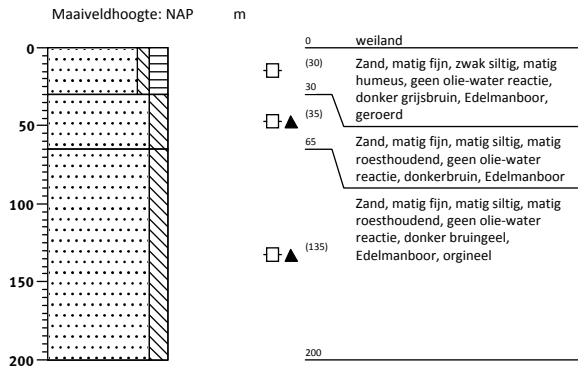 Maaiveldhoogte: NAP m
0
50
100
150
200
0 weiland
(30) Zand, matig fijn, zwak siltig, matig
humeus, geen olie-water reactie,
30 donker grijsbruin, Edelmanboor,
geroerd
(35)
65 Zand, matig fijn, matig siltig, matig
roesthoudend, geen olie-water
reactie, donkerbruin, Edelmanboor
Zand, matig fijn, matig siltig, matig
roesthoudend, geen olie-water
reactie, donker bruingeel,
(135) Edelmanboor, orgineel
200